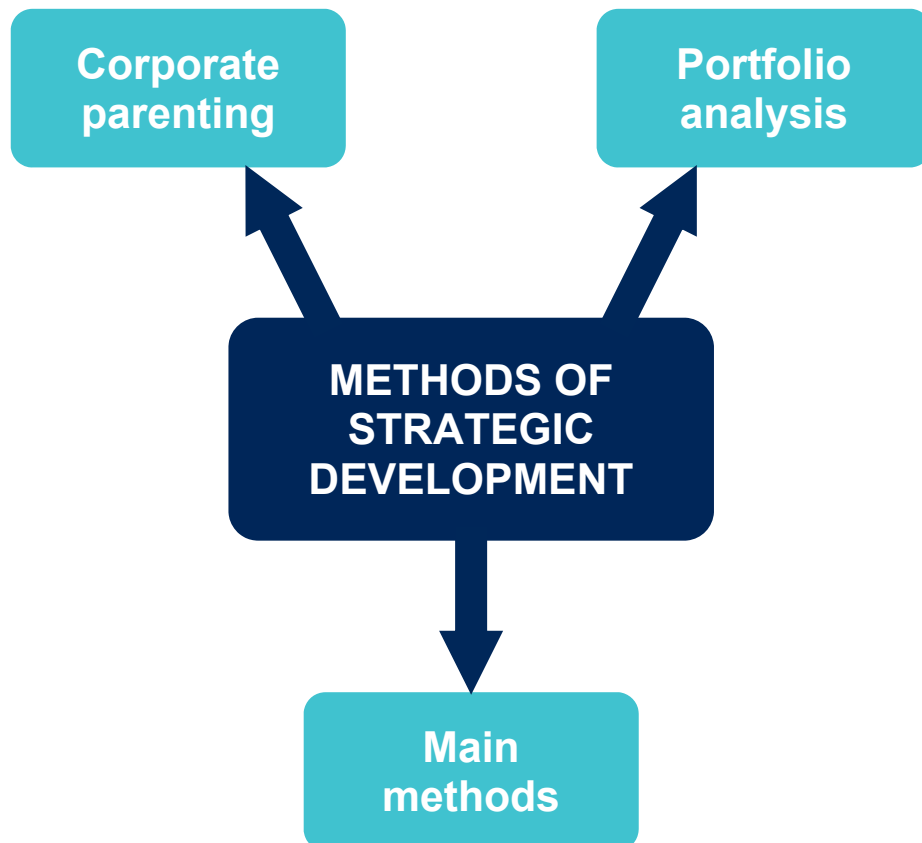 Corporate
parenting
Portfolio
analysis
METHODS OF
STRATEGIC
DEVELOPMENT
Main
methods